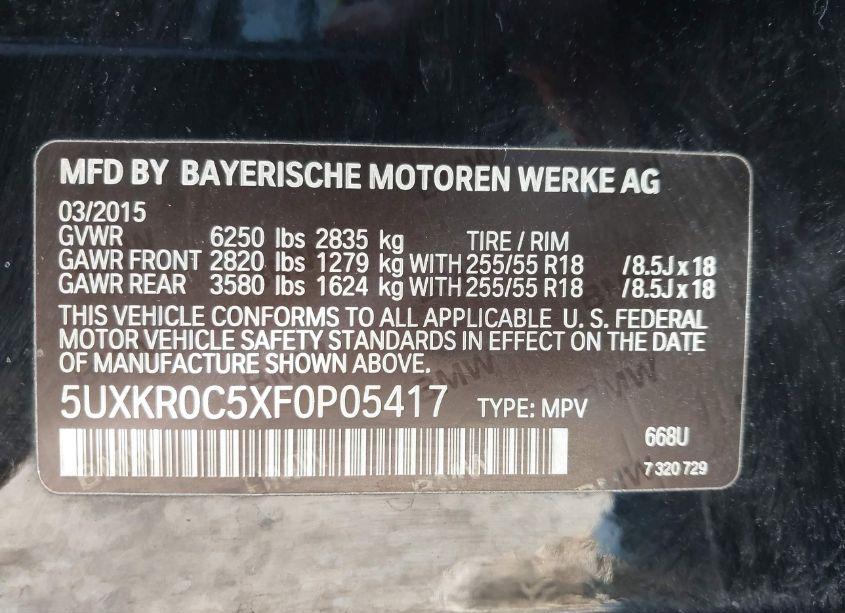 MFD BY BAYERISCHE MOTOREN WERKE AG
03/2015
GVWR 6250 lbs 2835 kg TIRE / RIM
GAWR FRONT 2820 lbs 1279 kg WITH 255/55 R18 /8.5J x 18
GAWR REAR 3580 lbs 1624 kg WITH 255/55 R18 /8.5J x 18
THIS VEHICLE CONFORMS TO ALL APPLICABLE U. S. FEDERAL
MOTOR VEHICLE SAFETY STANDARDS IN EFFECT ON THE DATE
OF MANUFACTURE SHOWN ABOVE.
5UXKR0C5XF0P05417 TYPE: MPV
668U
7 320 729